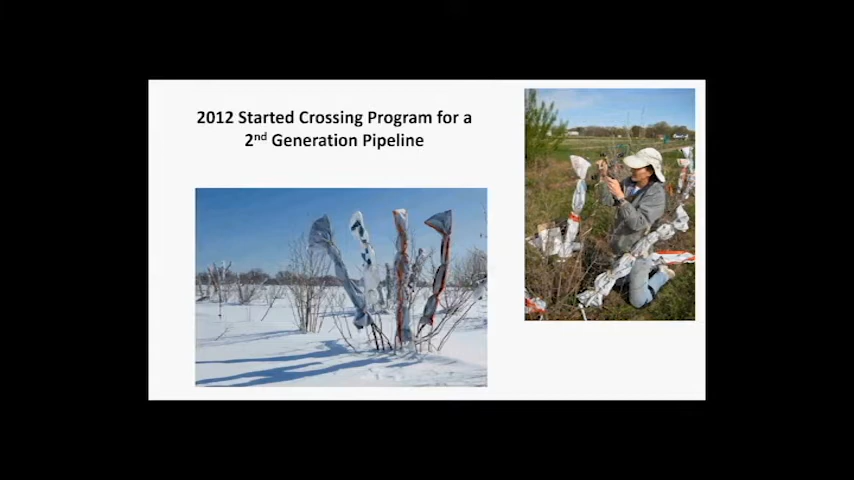 2012 Started Crossing Program for a
2nd Generation Pipeline